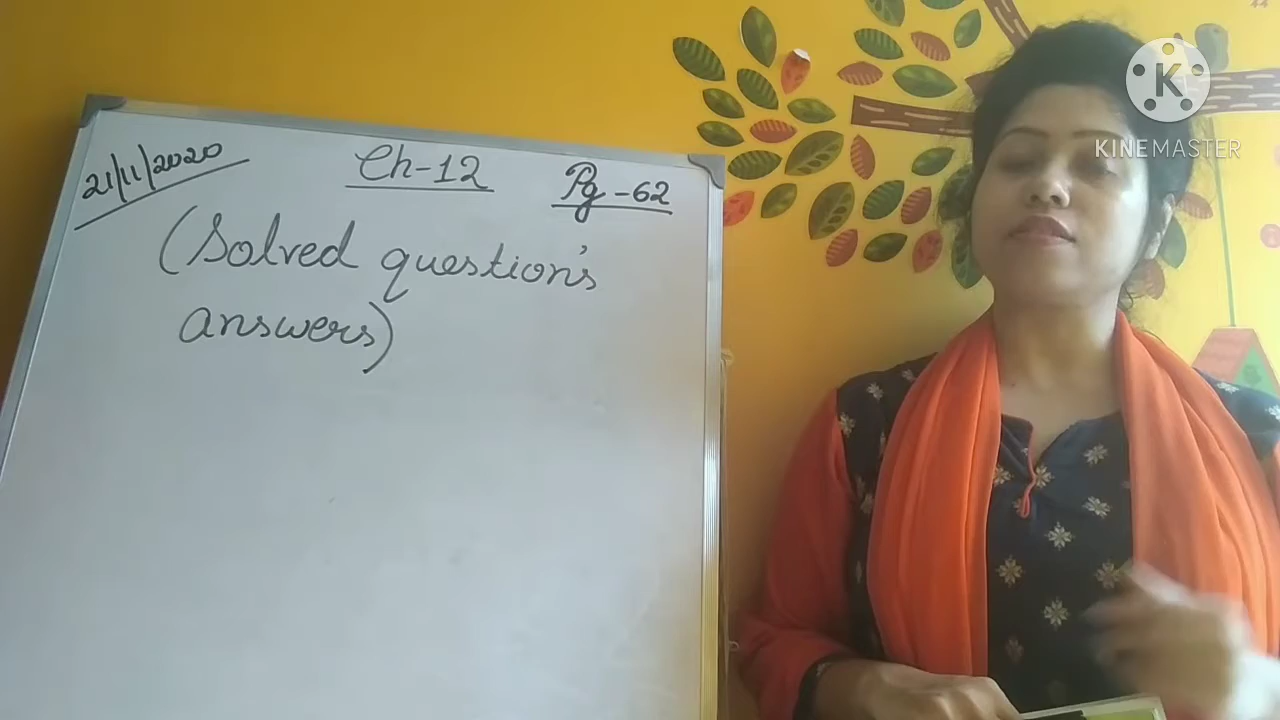 21/11/2020
Ch-12
Pg-62
(Solved question's
answers)
K
KINEMASTER